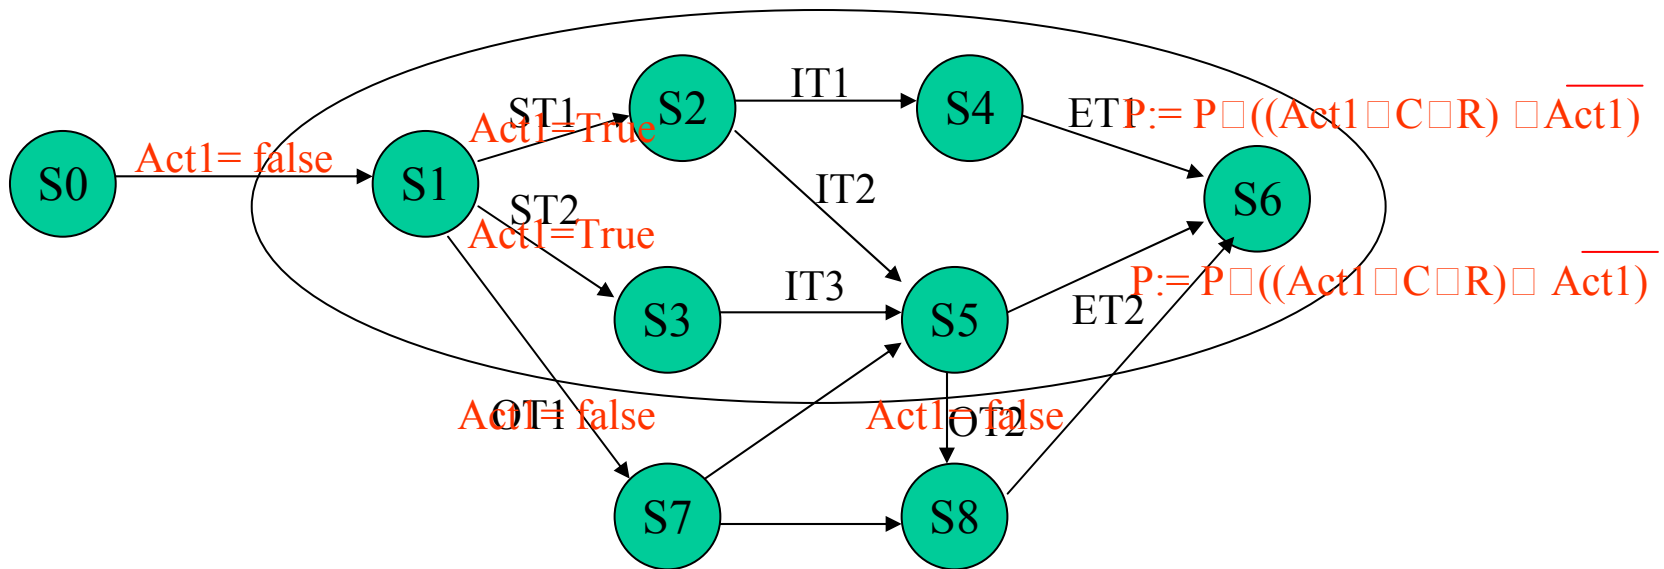 S2
IT1
S4
ST1
Act1=True
ET1
P:= P□((Act1□C□R) □Act1)
S0
Act1= false
S1
IT2
S6
ST2
Act1=True
IT3
S3
S5
P:= P□((Act1□C□R)□ Act1)
ET2
OT1
Act1= false
Act1= false
OT2
S7
S8